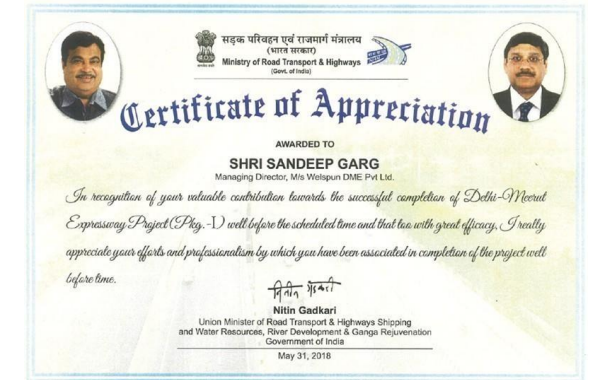 सड़क परिवहन एवं राजमार्ग मंत्रालय
(भारत सरकार)
Ministry of Road Transport & Highways
(Govt. of India)
Certificate of Appreciation
AWARDED TO
SHRI SANDEEP GARG
Managing Director, M/s Welspun DME Pvt Ltd.
In recognition of your valuable contribution towards the successful completion of Delhi-Meerut
Expressway Project (Pkg.-I) well before the scheduled time and that too with great efficacy, I really
appreciate your efforts and professionalism by which you have been associated in completion of the project well
before time.
नितीन गडकरी
Nitin Gadkari
Union Minister of Road Transport & Highways Shipping
and Water Resources, River Development & Ganga Rejuvenation
Government of India
May 31, 2018